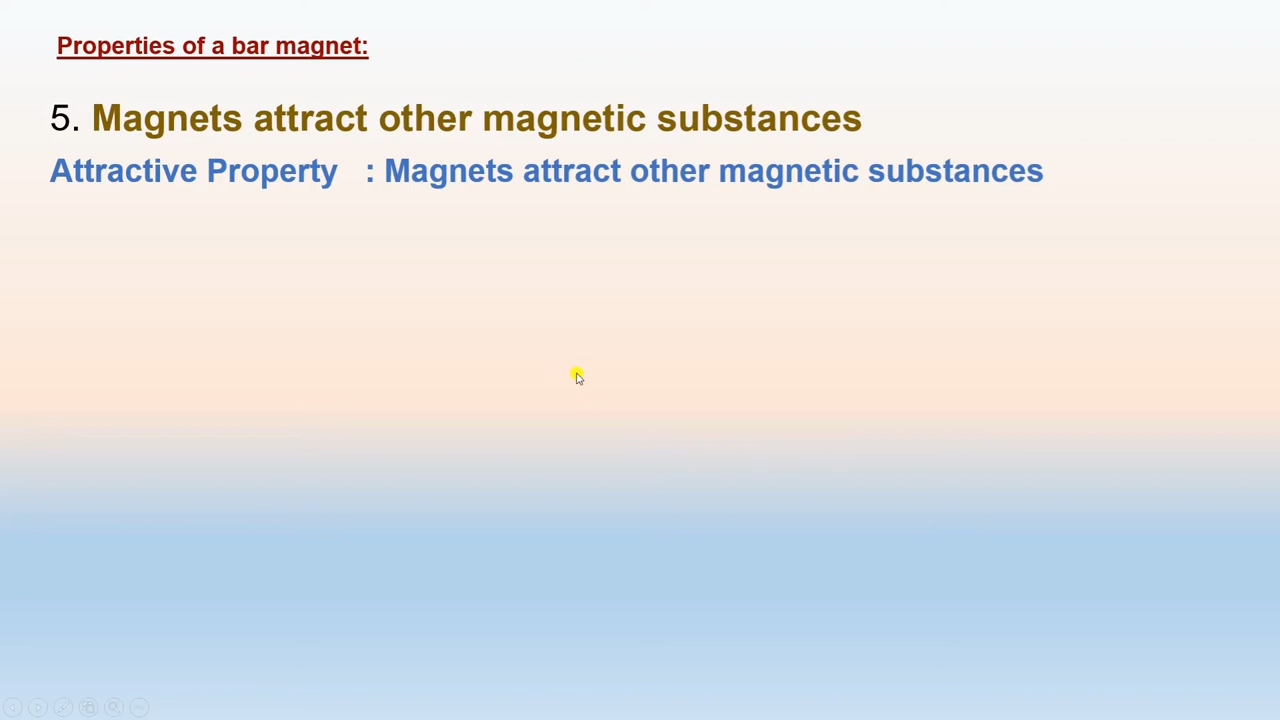 Properties of a bar magnet:
5. Magnets attract other magnetic substances
Attractive Property : Magnets attract other magnetic substances